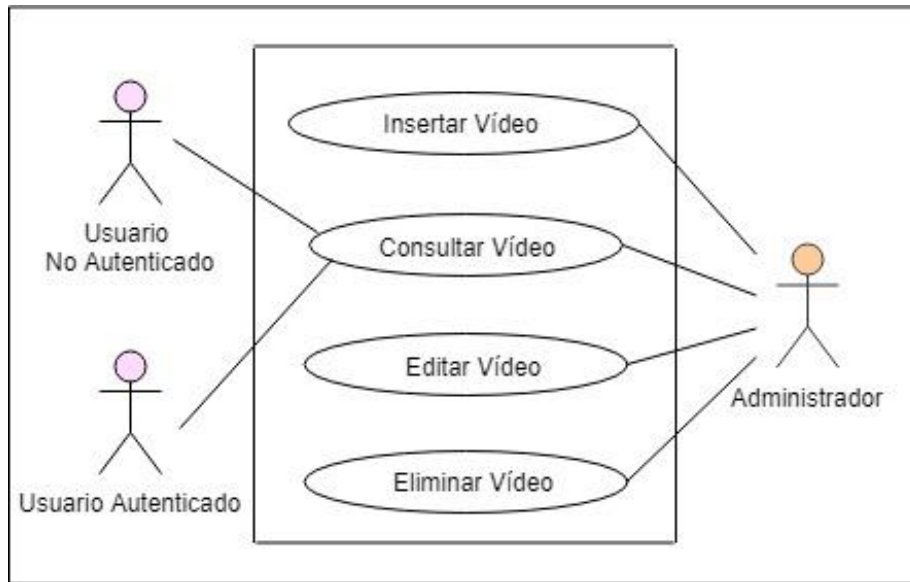 Insertar Vídeo
Usuario
No Autenticado
Consultar Vídeo
Editar Vídeo
Administrador
Usuario Autenticado
Eliminar Vídeo